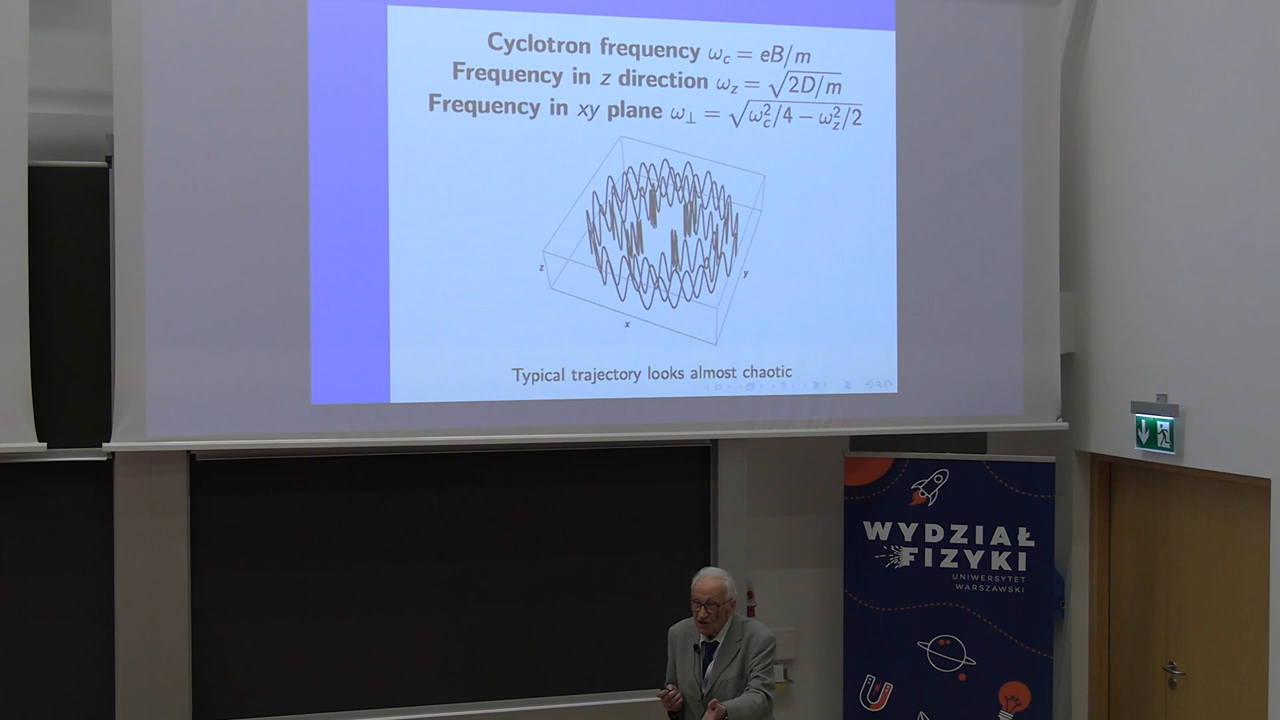 Cyclotron frequency ω_c = eB/m
Frequency in z direction ω_z = √(2D/m)
Frequency in xy plane ω_⊥ = √(ω_c²/4 − ω_z²/2)
z
y
x
Typical trajectory looks almost chaotic
WYDZIAŁ
FIZYKI
UNIWERSYTET
WARSZAWSKI